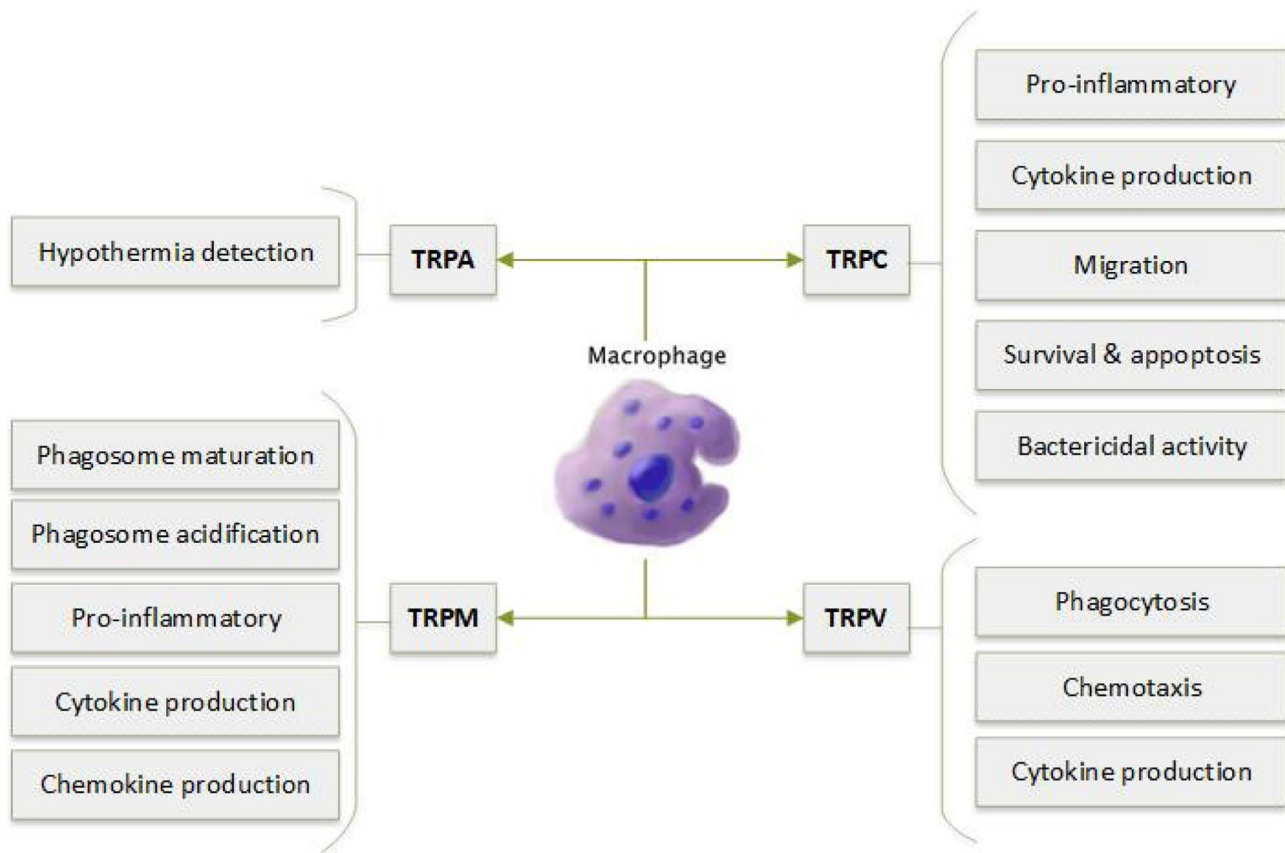 Hypothermia detection
TRPA
TRPC
Pro-inflammatory
Cytokine production
Migration
Survival & appoptosis
Bactericidal activity
Macrophage
Phagosome maturation
Phagosome acidification
Pro-inflammatory
Cytokine production
Chemokine production
TRPM
TRPV
Phagocytosis
Chemotaxis
Cytokine production